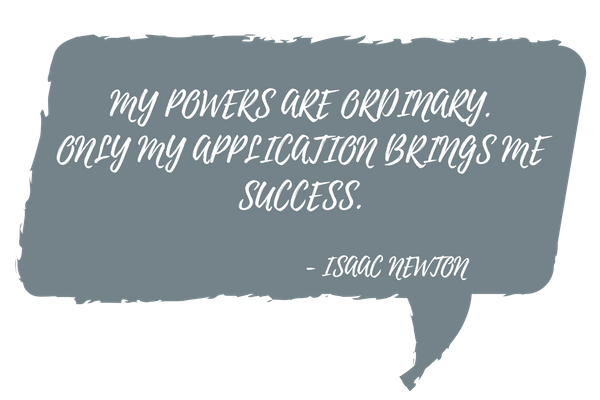 MY POWERS ARE ORDINARY.
ONLY MY APPLICATION BRINGS ME
SUCCESS.
- ISAAC NEWTON